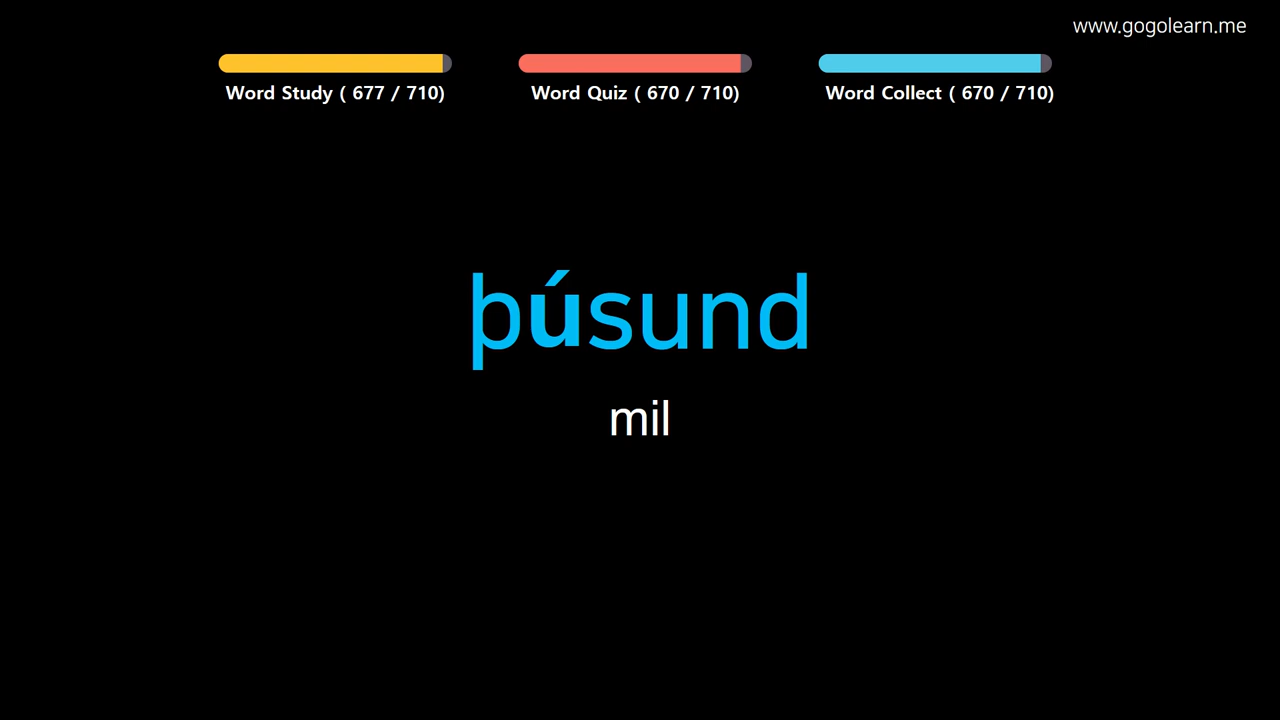 www.gogolearn.me
Word Study ( 677 / 710)
Word Quiz ( 670 / 710)
Word Collect ( 670 / 710)
þúsund
mil